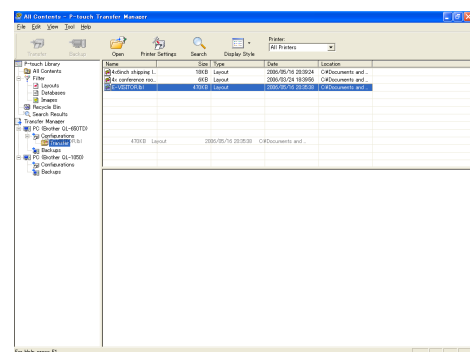 All Contents - P-touch Transfer Manager
File Edit View Tool Help
Transfer Backup Open Printer Settings Search Display Style
Printer:
All Printers
P-touch Library
All Contents
Filter
Layouts
Databases
Images
Recycle Bin
Search Results
Transfer Manager
PC (Brother QL-650TD)
Configurations
Transfer
Backups
PC (Brother QL-1050)
Configurations
Backups
Name Size Type Date Location
4x6inch shipping l... 18KB Layout 2006/05/16 20:39:24 C:¥Documents and ...
4x conference roo... 6KB Layout 2006/03/24 18:39:56 C:¥Documents and ...
E-VISITOR.lbl 470KB Layout 2006/05/16 20:35:38 C:¥Documents and ...
470KB Layout 2006/05/16 20:35:38 C:¥Documents and ...
For Help, press F1